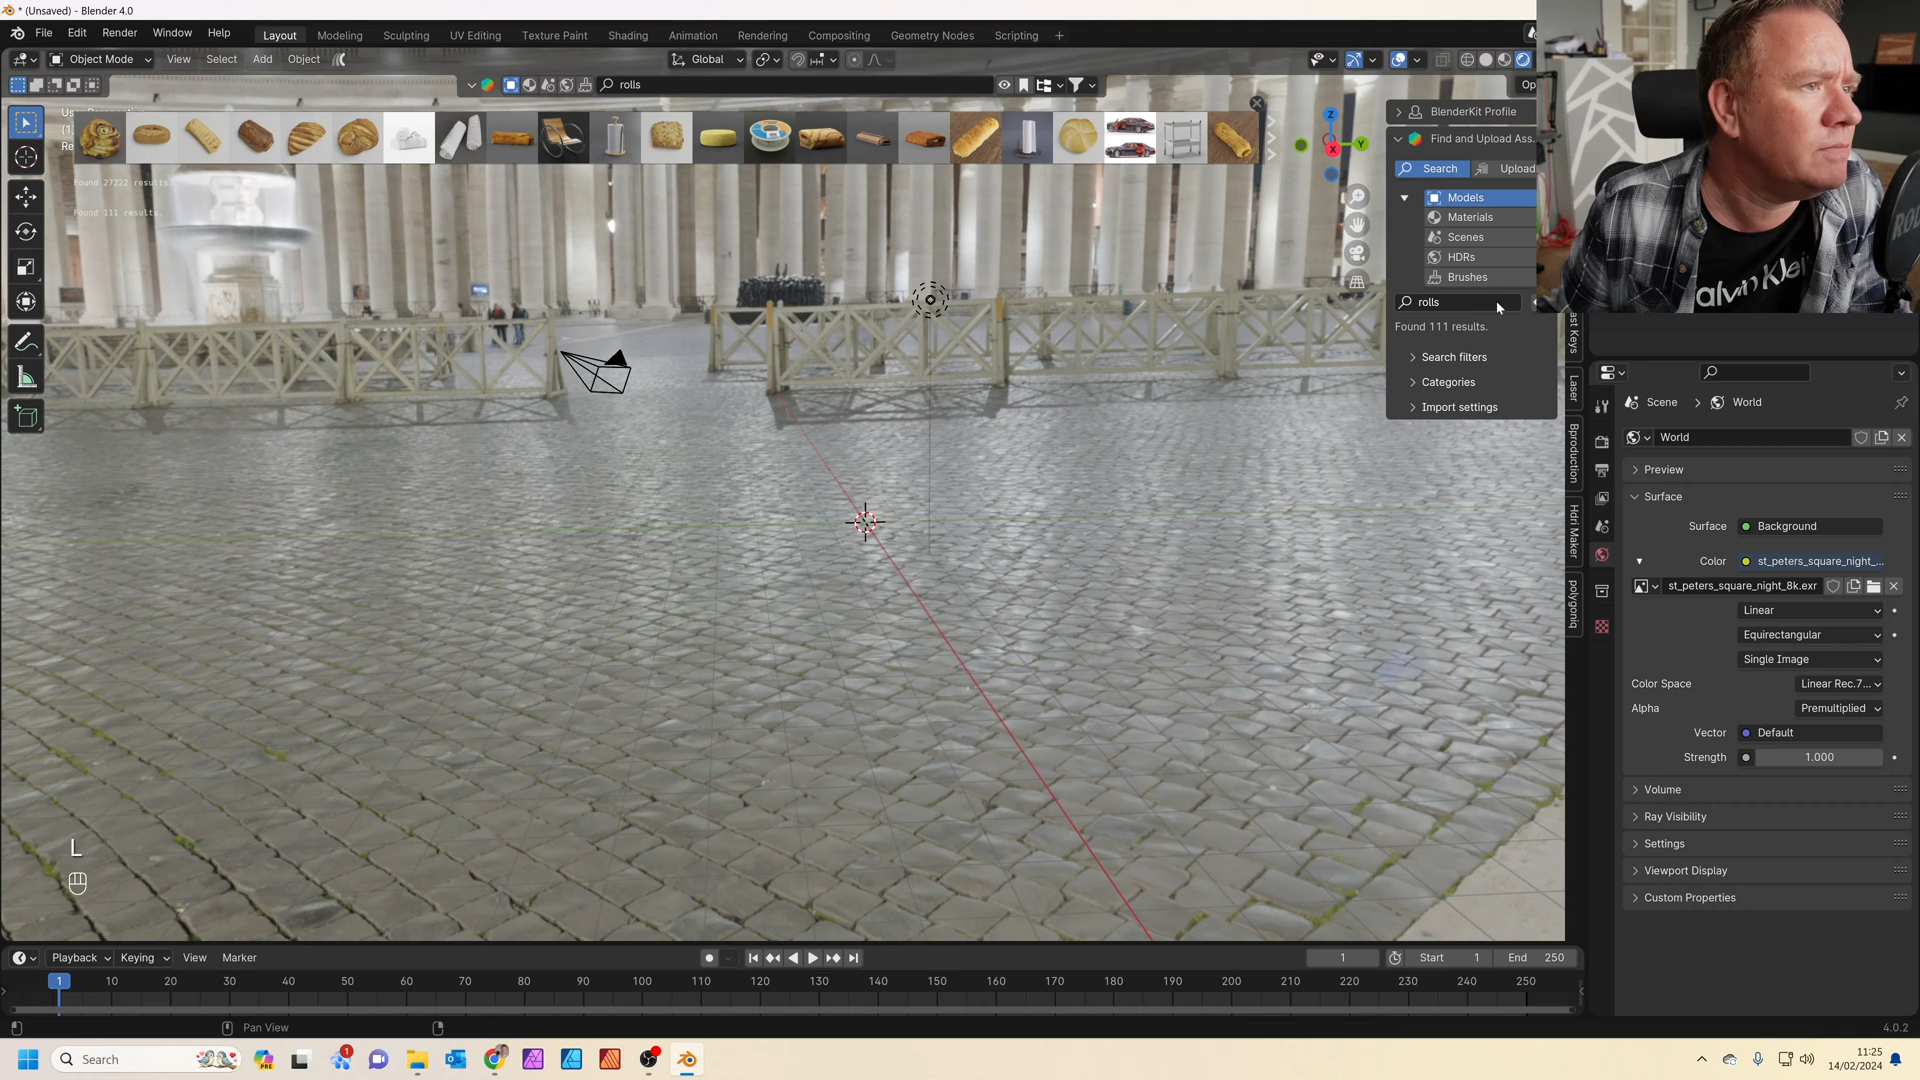 * (Unsaved) - Blender 4.0
File Edit Render Window Help Layout Modeling Sculpting UV Editing Texture Paint Shading Animation Rendering Compositing Geometry Nodes Scripting +
Object Mode View Select Add Object Global
rolls
Found 27222 results.
Found 111 results.
Z
Y
X
BlenderKit Profile
Find and Upload Ass...
Search Upload
Models
Materials
Scenes
HDRs
Brushes
rolls
Found 111 results.
Search filters
Categories
Import settings
Laser
Bproduction
Hdri Maker
polygoniq
Scene > World
World
Preview
Surface
Surface Background
Color st_peters_square_night_...
st_peters_square_night_8k.exr
Linear
Equirectangular
Single Image
Color Space Linear Rec.7...
Alpha Premultiplied
Vector Default
Strength 1.000
Volume
Ray Visibility
Settings
Viewport Display
Custom Properties
L
Playback Keying View Marker 1 Start 1 End 250
1 10 20 30 40 50 60 70 80 90 100 110 120 130 140 150 160 170 180 190 200 210 220 230 240 250
Pan View 4.0.2
Search PRE 1 11:25
14/02/2024